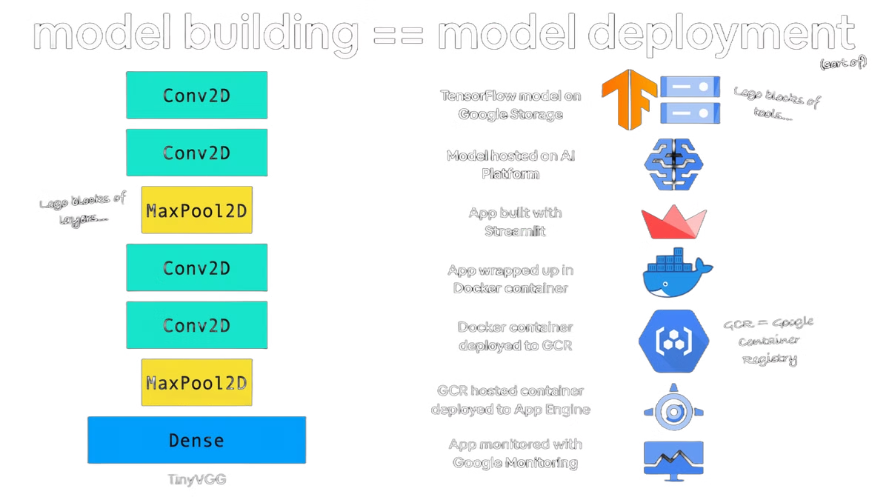 model building == model deployment
(sort of)
Conv2D
Conv2D
MaxPool2D
Conv2D
Conv2D
MaxPool2D
Dense
TinyVGG
Lego blocks of
layers....
TensorFlow model on
Google Storage
Lego blocks of
tools....
Model hosted on AI
Platform
App built with
Streamlit
App wrapped up in
Docker container
Docker container
deployed to GCR
GCR = Google
Container
Registry
GCR hosted container
deployed to App Engine
App monitored with
Google Monitoring